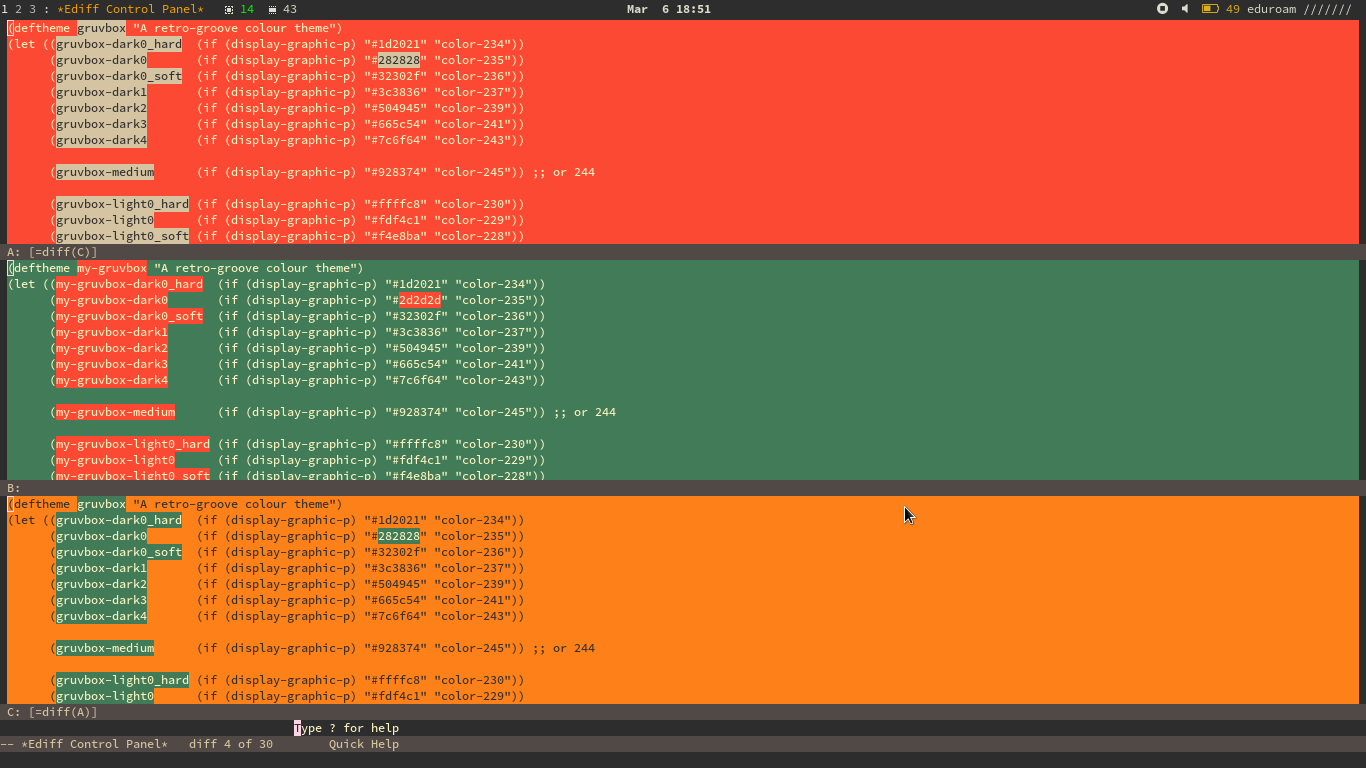 1 2 3 : *Ediff Control Panel* 14 43 Mar 6 18:51 49 eduroam ///////
(deftheme gruvbox "A retro-groove colour theme")
(let ((gruvbox-dark0_hard (if (display-graphic-p) "#1d2021" "color-234"))
(gruvbox-dark0 (if (display-graphic-p) "#282828" "color-235"))
(gruvbox-dark0_soft (if (display-graphic-p) "#32302f" "color-236"))
(gruvbox-dark1 (if (display-graphic-p) "#3c3836" "color-237"))
(gruvbox-dark2 (if (display-graphic-p) "#504945" "color-239"))
(gruvbox-dark3 (if (display-graphic-p) "#665c54" "color-241"))
(gruvbox-dark4 (if (display-graphic-p) "#7c6f64" "color-243"))
(gruvbox-medium (if (display-graphic-p) "#928374" "color-245")) ;; or 244
(gruvbox-light0_hard (if (display-graphic-p) "#ffffc8" "color-230"))
(gruvbox-light0 (if (display-graphic-p) "#fdf4c1" "color-229"))
(gruvbox-light0_soft (if (display-graphic-p) "#f4e8ba" "color-228"))
A: [=diff(C)]
(deftheme my-gruvbox "A retro-groove colour theme")
(let ((my-gruvbox-dark0_hard (if (display-graphic-p) "#1d2021" "color-234"))
(my-gruvbox-dark0 (if (display-graphic-p) "#2d2d2d" "color-235"))
(my-gruvbox-dark0_soft (if (display-graphic-p) "#32302f" "color-236"))
(my-gruvbox-dark1 (if (display-graphic-p) "#3c3836" "color-237"))
(my-gruvbox-dark2 (if (display-graphic-p) "#504945" "color-239"))
(my-gruvbox-dark3 (if (display-graphic-p) "#665c54" "color-241"))
(my-gruvbox-dark4 (if (display-graphic-p) "#7c6f64" "color-243"))
(my-gruvbox-medium (if (display-graphic-p) "#928374" "color-245")) ;; or 244
(my-gruvbox-light0_hard (if (display-graphic-p) "#ffffc8" "color-230"))
(my-gruvbox-light0 (if (display-graphic-p) "#fdf4c1" "color-229"))
(my-gruvbox-light0_soft (if (display-graphic-p) "#f4e8ba" "color-228"))
B:
(deftheme gruvbox "A retro-groove colour theme")
(let ((gruvbox-dark0_hard (if (display-graphic-p) "#1d2021" "color-234"))
(gruvbox-dark0 (if (display-graphic-p) "#282828" "color-235"))
(gruvbox-dark0_soft (if (display-graphic-p) "#32302f" "color-236"))
(gruvbox-dark1 (if (display-graphic-p) "#3c3836" "color-237"))
(gruvbox-dark2 (if (display-graphic-p) "#504945" "color-239"))
(gruvbox-dark3 (if (display-graphic-p) "#665c54" "color-241"))
(gruvbox-dark4 (if (display-graphic-p) "#7c6f64" "color-243"))
(gruvbox-medium (if (display-graphic-p) "#928374" "color-245")) ;; or 244
(gruvbox-light0_hard (if (display-graphic-p) "#ffffc8" "color-230"))
(gruvbox-light0 (if (display-graphic-p) "#fdf4c1" "color-229"))
C: [=diff(A)]
Type ? for help
-- *Ediff Control Panel* diff 4 of 30 Quick Help